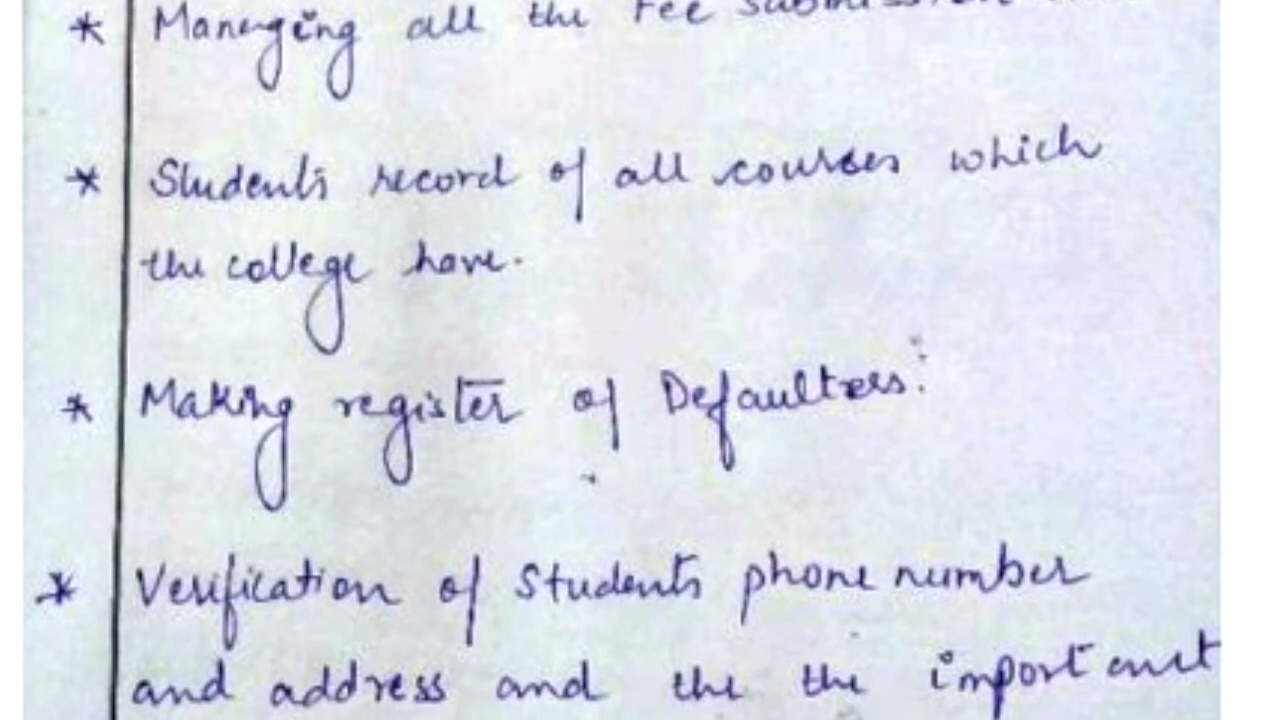 * Managing all the Fee submission
* Students record of all courses which
the college have.
* Making register of Defaulters.
* Verification of Students phone number
and address and the the important